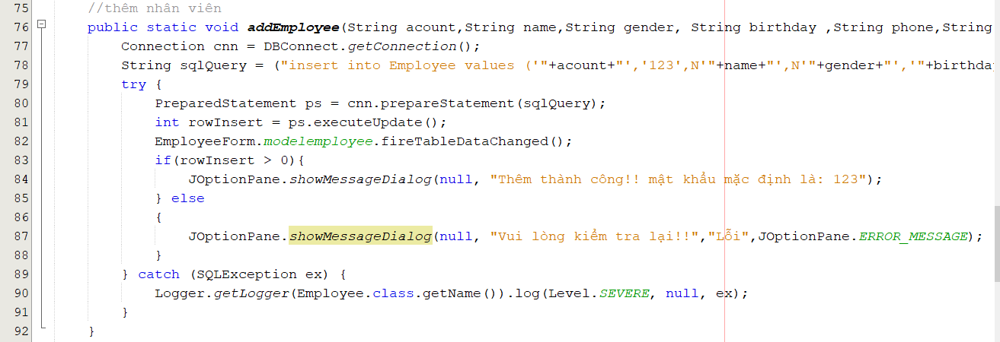 75 //thêm nhân viên
76 public static void addEmployee(String acount,String name,String gender, String birthday ,String phone,String
77 Connection cnn = DBConnect.getConnection();
78 String sqlQuery = ("insert into Employee values ('"+acount+"','123',N'"+name+"',N'"+gender+"','"+birthda
79 try {
80 PreparedStatement ps = cnn.prepareStatement(sqlQuery);
81 int rowInsert = ps.executeUpdate();
82 EmployeeForm.modelemployee.fireTableDataChanged();
83 if(rowInsert > 0){
84 JOptionPane.showMessageDialog(null, "Thêm thành công!! mật khẩu mặc định là: 123");
85 } else
86 {
87 JOptionPane.showMessageDialog(null, "Vui lòng kiểm tra lại!!","Lỗi",JOptionPane.ERROR_MESSAGE);
88 }
89 } catch (SQLException ex) {
90 Logger.getLogger(Employee.class.getName()).log(Level.SEVERE, null, ex);
91 }
92 }